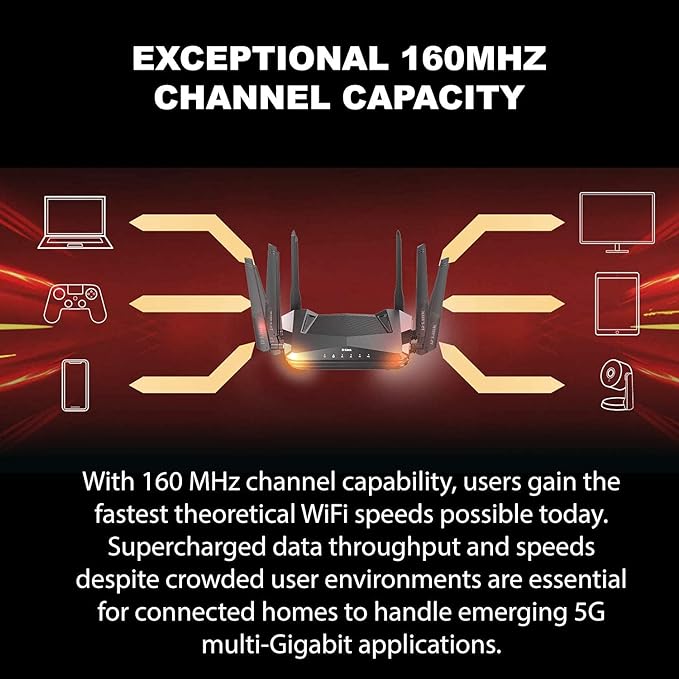 EXCEPTIONAL 160MHZ
CHANNEL CAPACITY
With 160 MHz channel capability, users gain the
fastest theoretical WiFi speeds possible today.
Supercharged data throughput and speeds
despite crowded user environments are essential
for connected homes to handle emerging 5G
multi-Gigabit applications.